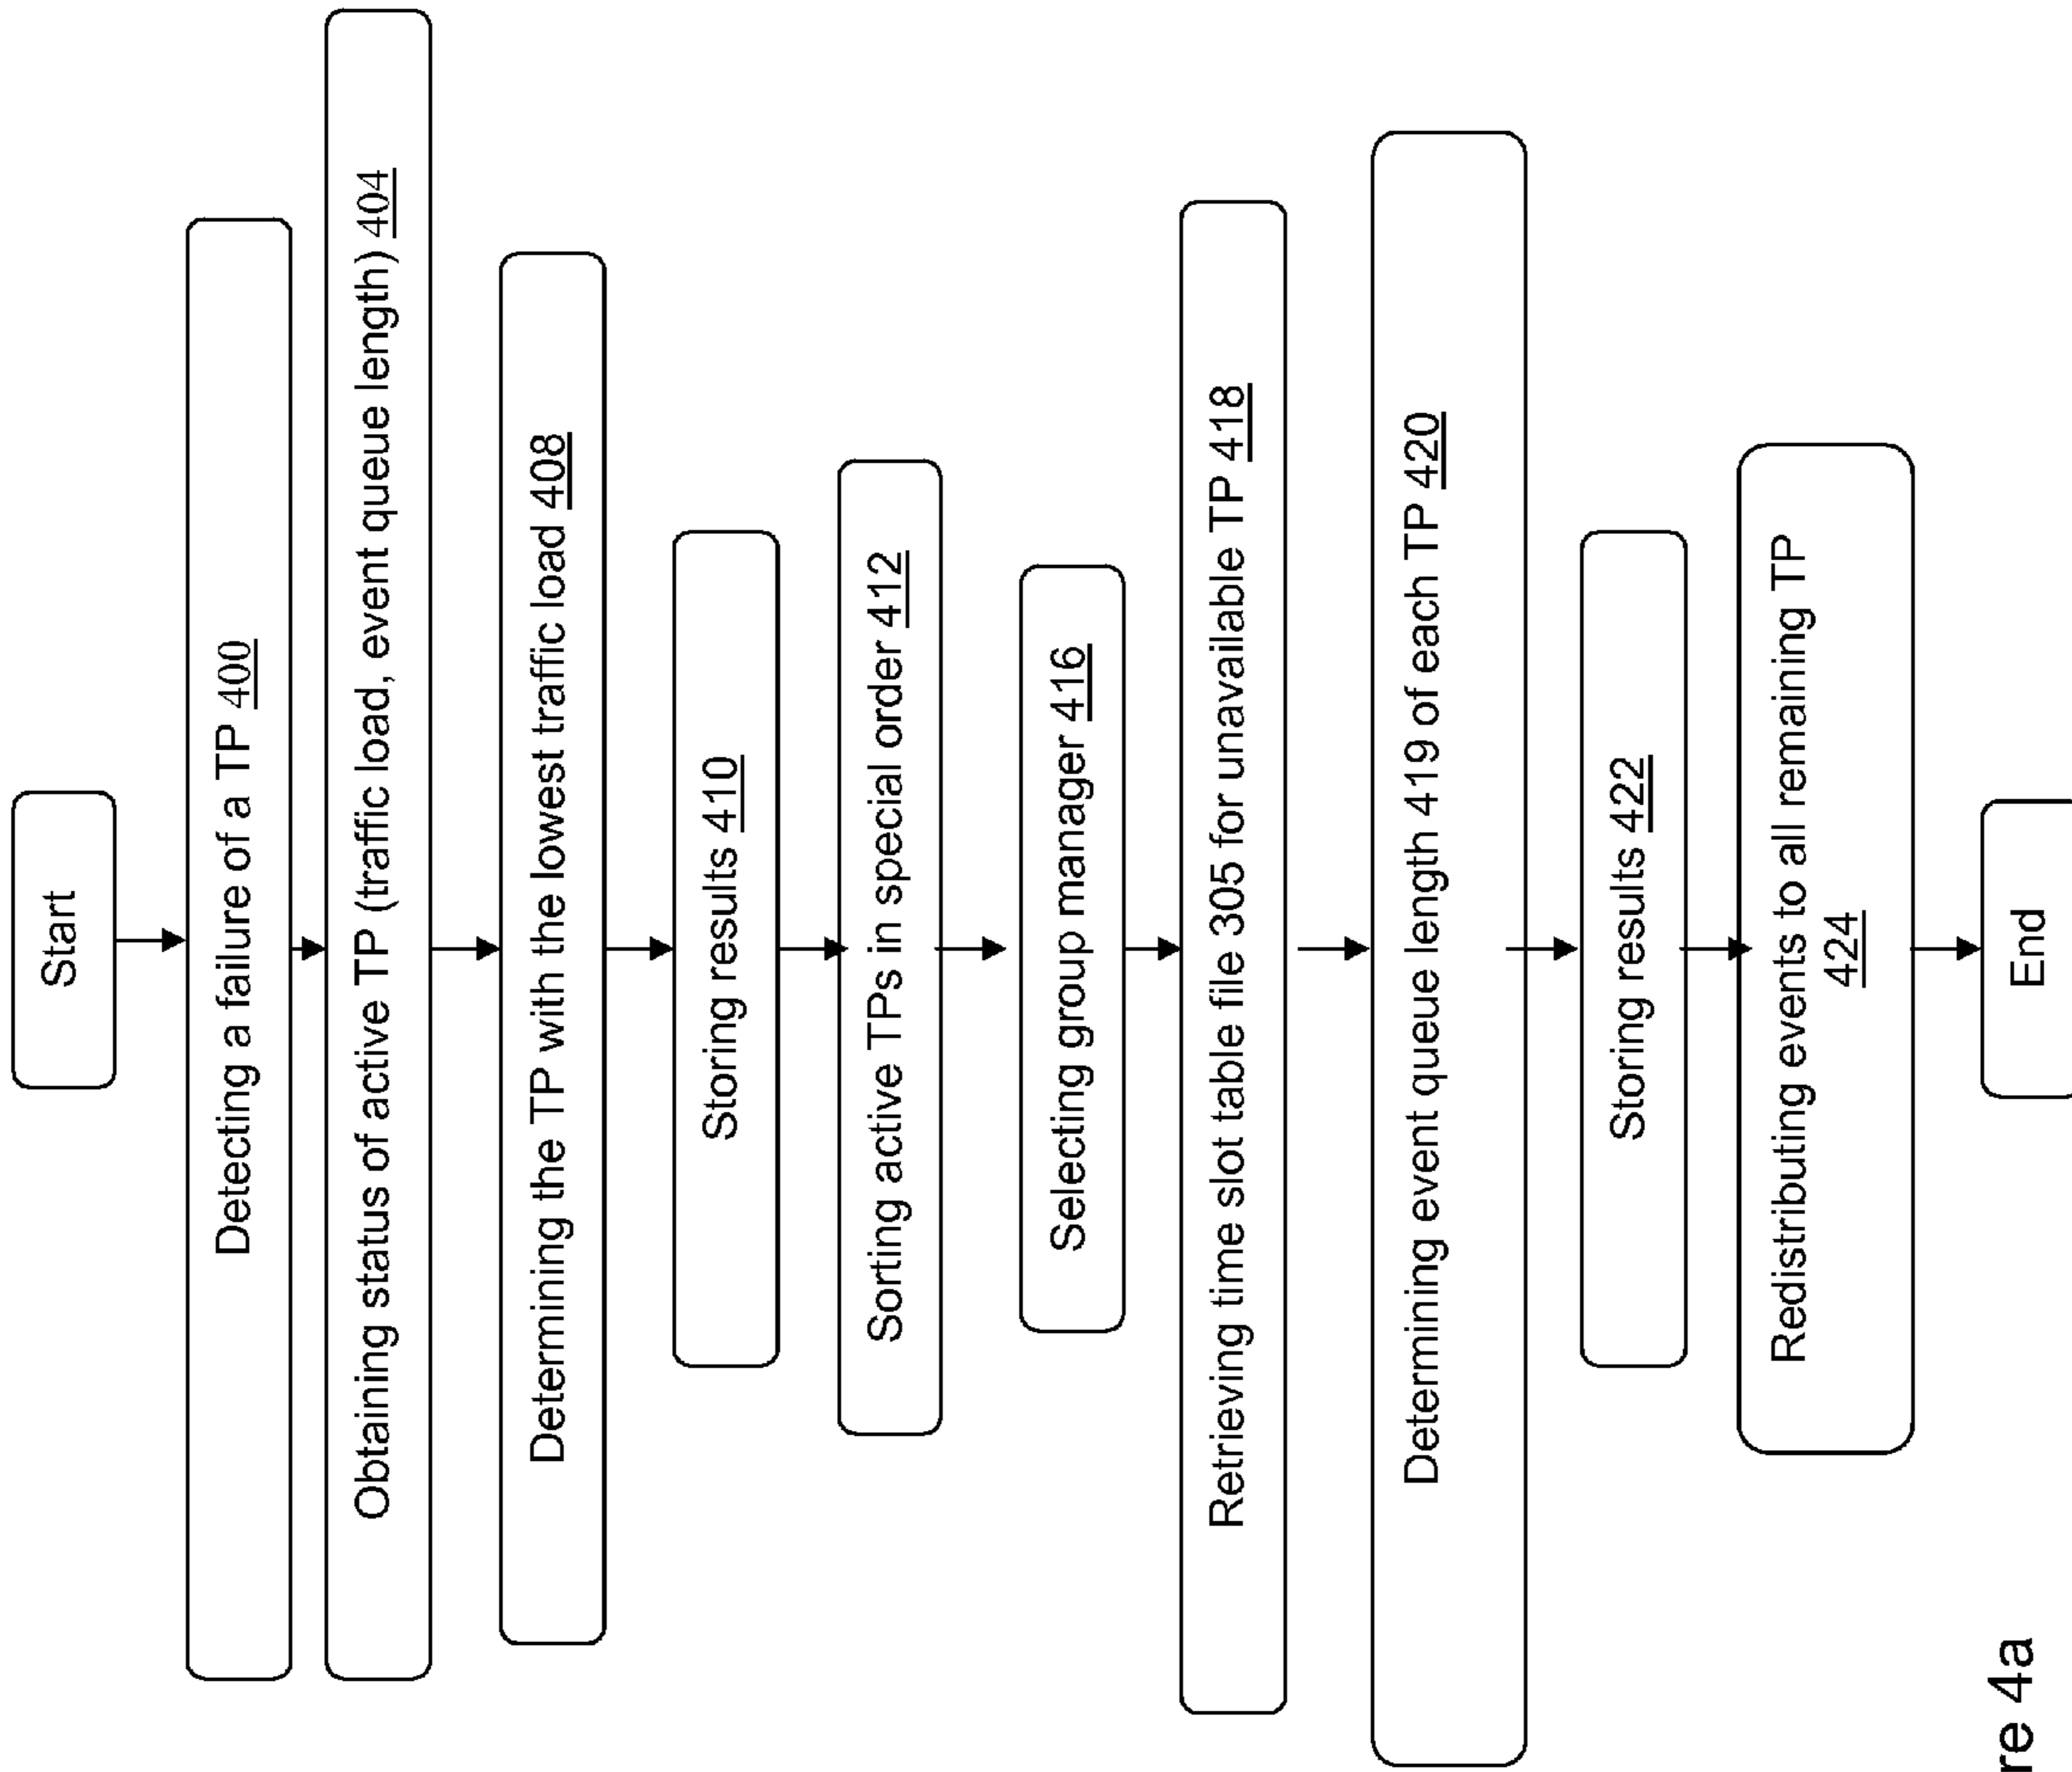 Start
Detecting a failure of a TP 400
Obtaining status of active TP (traffic load, event queue length) 404
Determining the TP with the lowest traffic load 408
Storing results 410
Sorting active TPs in special order 412
Selecting group manager 416
Retrieving time slot table file 305 for unavailable TP 418
Determining event queue length 419 of each TP 420
Storing results 422
Redistributing events to all remaining TP
424
End
re 4a